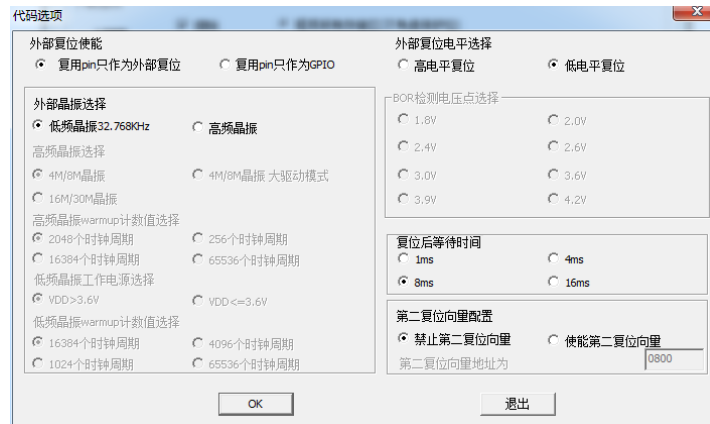 代码选项
外部复位使能
复用pin只作为外部复位 复用pin只作为GPIO
外部复位电平选择
高电平复位 低电平复位
外部晶振选择
低频晶振32.768KHz 高频晶振
高频晶振选择
4M/8M晶振 4M/8M晶振 大驱动模式
16M/30M晶振
高频晶振warmup计数值选择
2048个时钟周期 256个时钟周期
16384个时钟周期 65536个时钟周期
低频晶振工作电源选择
VDD>3.6V VDD<=3.6V
低频晶振warmup计数值选择
16384个时钟周期 4096个时钟周期
1024个时钟周期 65536个时钟周期
BOR检测电压点选择
1.8V 2.0V
2.4V 2.6V
3.0V 3.6V
3.9V 4.2V
复位后等待时间
1ms 4ms
8ms 16ms
第二复位向量配置
禁止第二复位向量 使能第二复位向量
第二复位向量地址为 0800
OK 退出